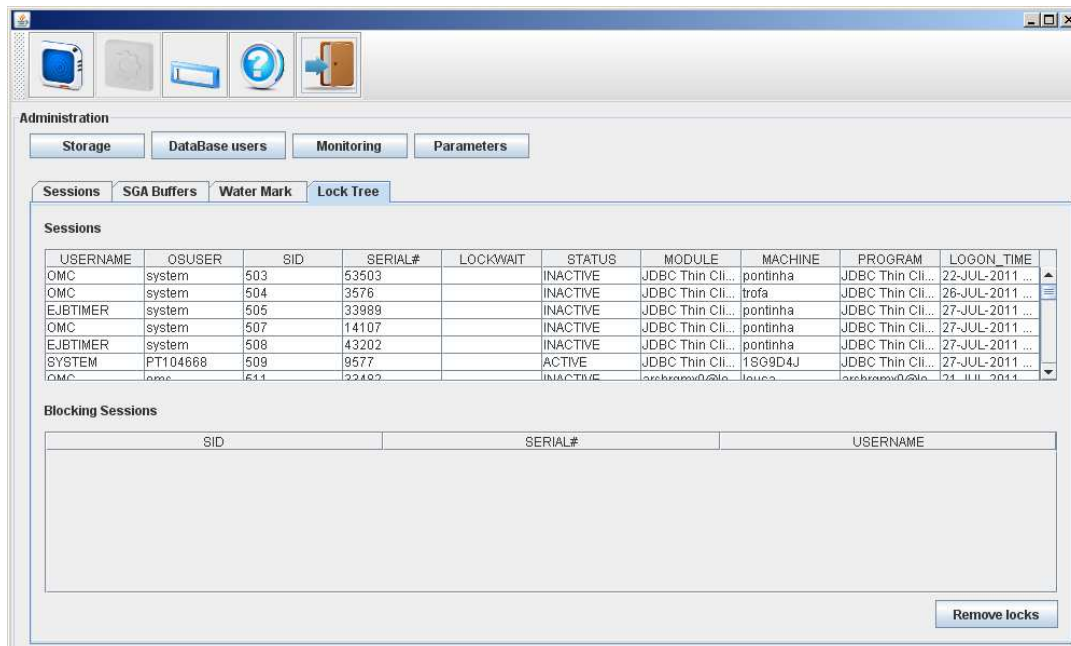 Administration
Storage DataBase users Monitoring Parameters
Sessions SGA Buffers Water Mark Lock Tree
Sessions
USERNAME OSUSER SID SERIAL# LOCKWAIT STATUS MODULE MACHINE PROGRAM LOGON_TIME
OMC system 503 53503 INACTIVE JDBC Thin Cli... pontinha JDBC Thin Cli... 22-JUL-2011 ...
OMC system 504 3576 INACTIVE JDBC Thin Cli... trofa JDBC Thin Cli... 26-JUL-2011 ...
EJBTIMER system 505 33989 INACTIVE JDBC Thin Cli... pontinha JDBC Thin Cli... 27-JUL-2011 ...
OMC system 507 14107 INACTIVE JDBC Thin Cli... pontinha JDBC Thin Cli... 27-JUL-2011 ...
EJBTIMER system 508 43202 INACTIVE JDBC Thin Cli... pontinha JDBC Thin Cli... 27-JUL-2011 ...
SYSTEM PT104668 509 9577 ACTIVE JDBC Thin Cli... 1SG9D4J JDBC Thin Cli... 27-JUL-2011 ...
OMC 511 INACTIVE 21-JUL-2011 ...
Blocking Sessions
SID SERIAL# USERNAME
Remove locks